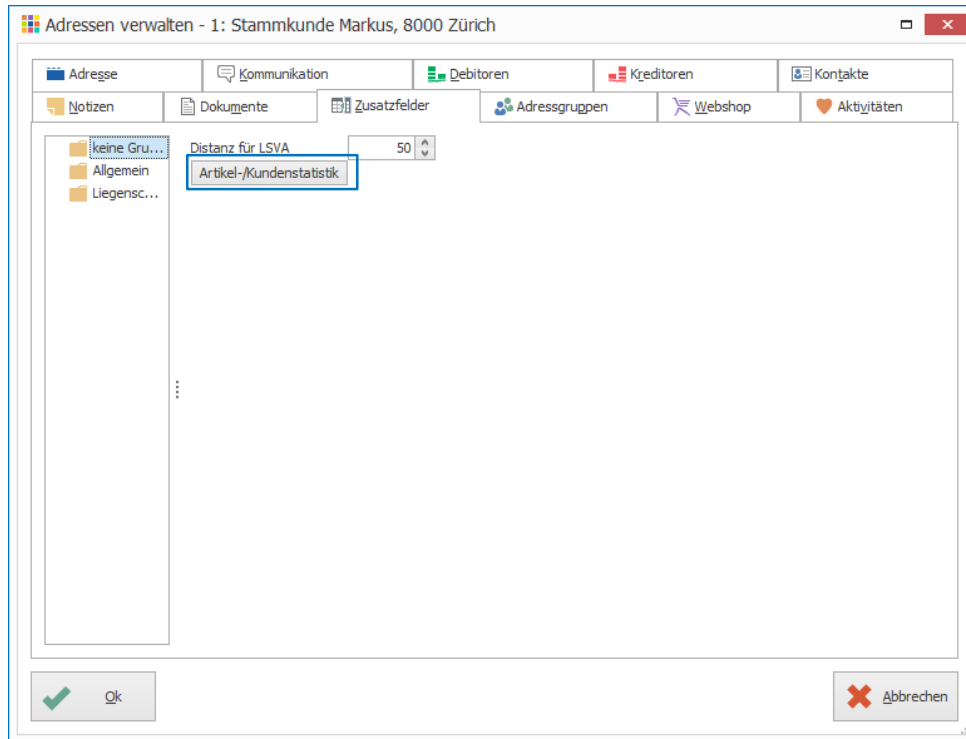 Adressen verwalten - 1: Stammkunde Markus, 8000 Zürich
Adresse Kommunikation Debitoren Kreditoren Kontakte
Notizen Dokumente Zusatzfelder Adressgruppen Webshop Aktivitäten
keine Gru... Distanz für LSVA 50
Allgemein Artikel-/Kundenstatistik
Liegensc...
Ok Abbrechen